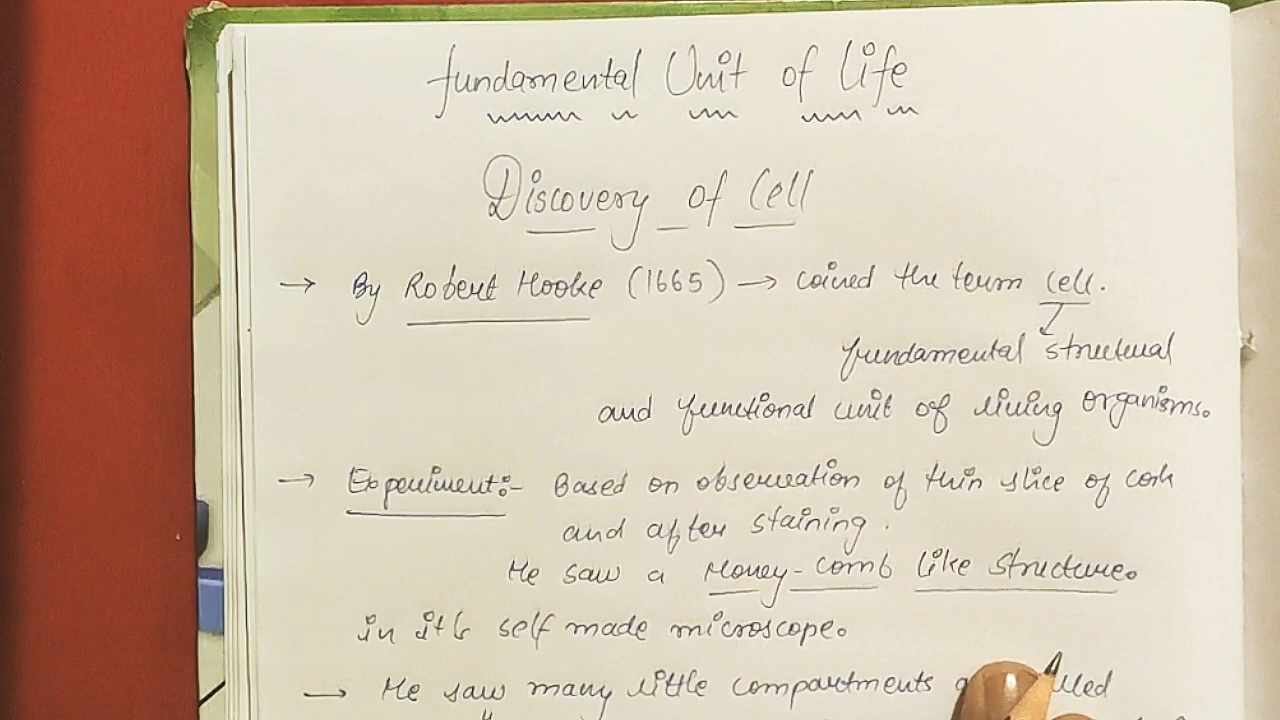 fundamental Unit of Life
Discovery of Cell
→ By Robert Hooke (1665) → coined the term cell.
fundamental structural
and functional unit of living organisms.
→ Experiment:- Based on observation of thin slice of cork
and after staining.
He saw a Honey-comb like structure.
in it's self made microscope.
→ He saw many little compartments